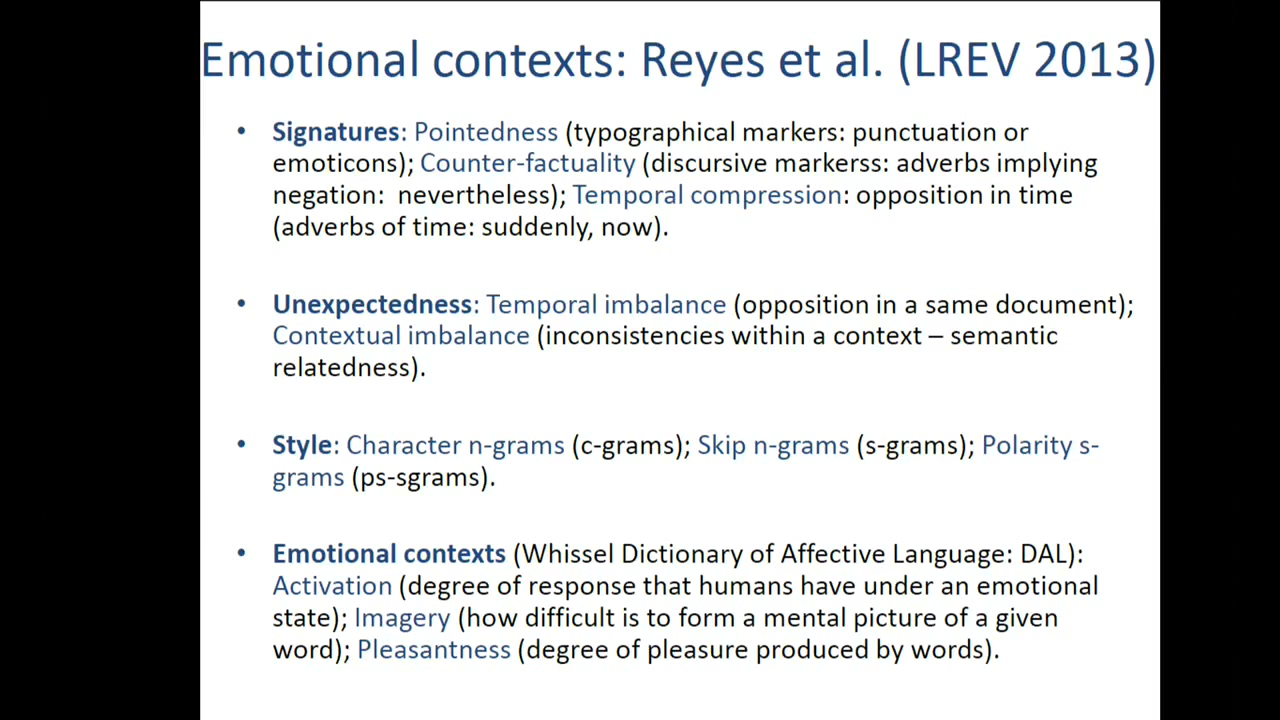 Emotional contexts: Reyes et al. (LREV 2013)
• Signatures: Pointedness (typographical markers: punctuation or
emoticons); Counter-factuality (discursive markerss: adverbs implying
negation: nevertheless); Temporal compression: opposition in time
(adverbs of time: suddenly, now).
• Unexpectedness: Temporal imbalance (opposition in a same document);
Contextual imbalance (inconsistencies within a context – semantic
relatedness).
• Style: Character n-grams (c-grams); Skip n-grams (s-grams); Polarity s-
grams (ps-sgrams).
• Emotional contexts (Whissel Dictionary of Affective Language: DAL):
Activation (degree of response that humans have under an emotional
state); Imagery (how difficult is to form a mental picture of a given
word); Pleasantness (degree of pleasure produced by words).